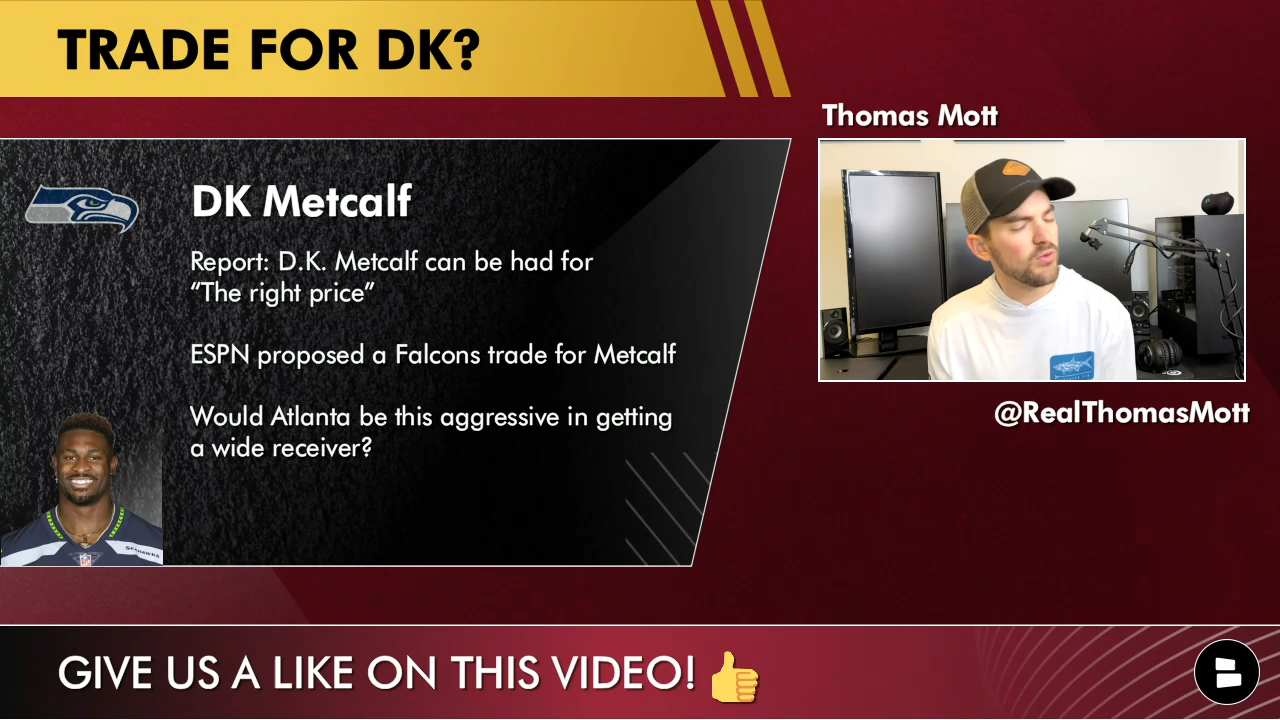 TRADE FOR DK?
Thomas Mott
DK Metcalf
Report: D.K. Metcalf can be had for
“The right price”
ESPN proposed a Falcons trade for Metcalf
Would Atlanta be this aggressive in getting
a wide receiver?
SEAHAWKS
@RealThomasMott
GIVE US A LIKE ON THIS VIDEO! 👍